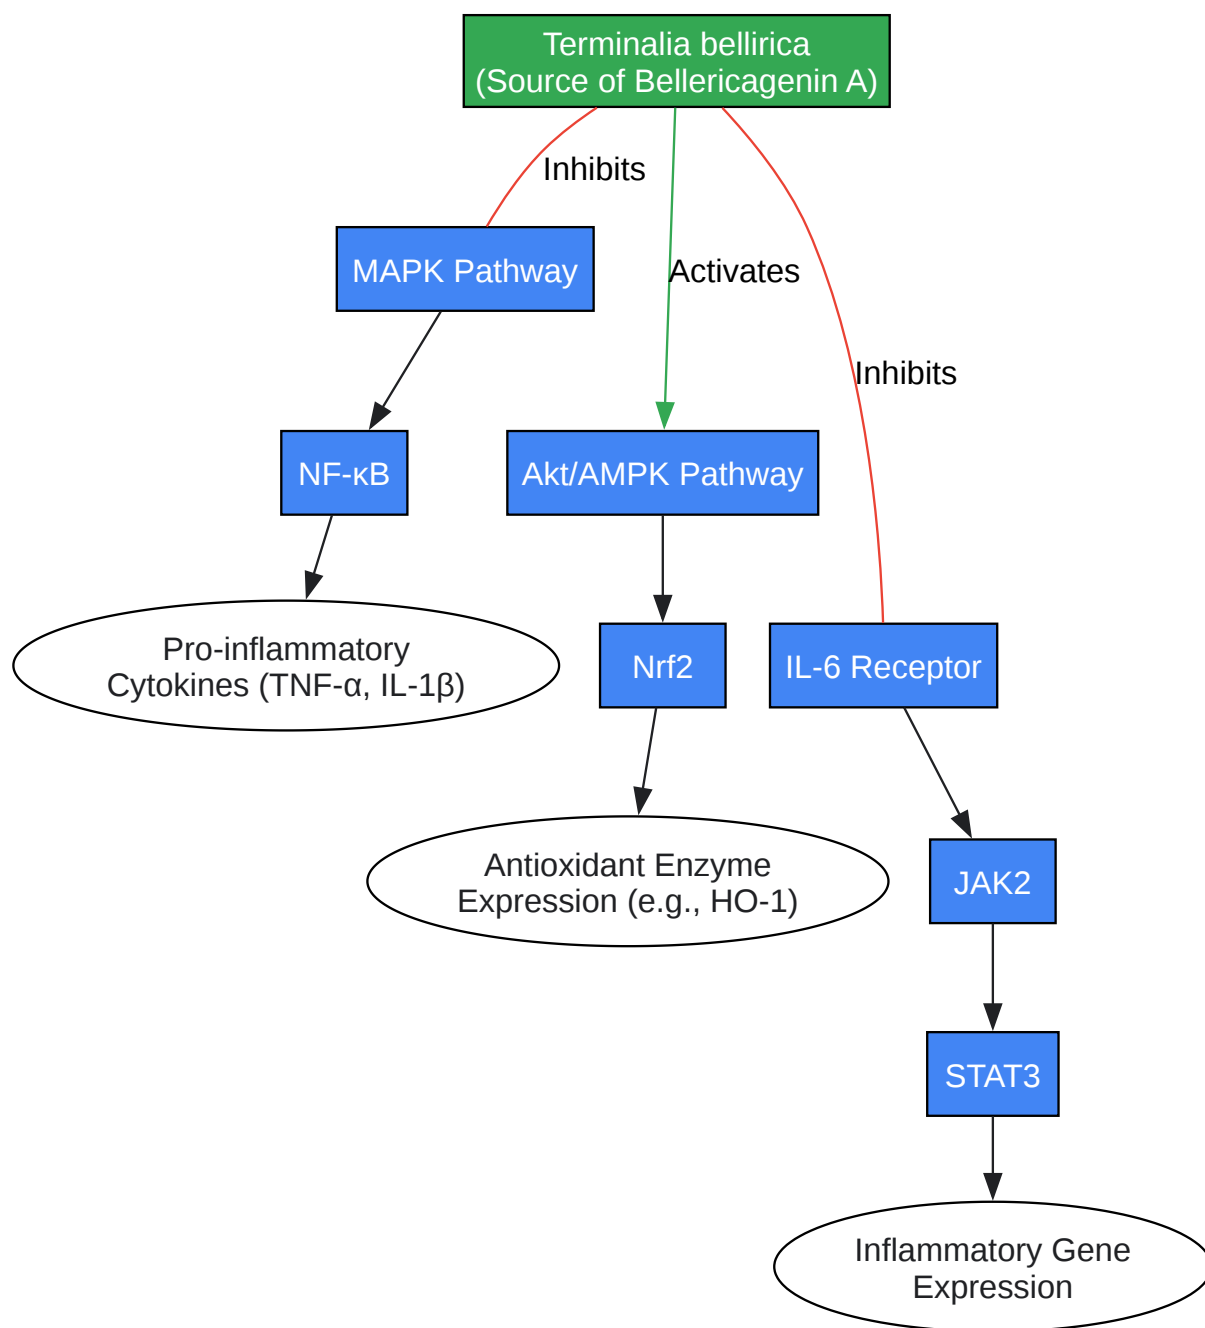 Terminalia bellirica
(Source of Bellericagenin A)
Inhibits
MAPK Pathway
Activates
Inhibits
NF-κB
Akt/AMPK Pathway
Pro-inflammatory
Cytokines (TNF-α, IL-1β)
Nrf2
IL-6 Receptor
Antioxidant Enzyme
Expression (e.g., HO-1)
JAK2
STAT3
Inflammatory Gene
Expression